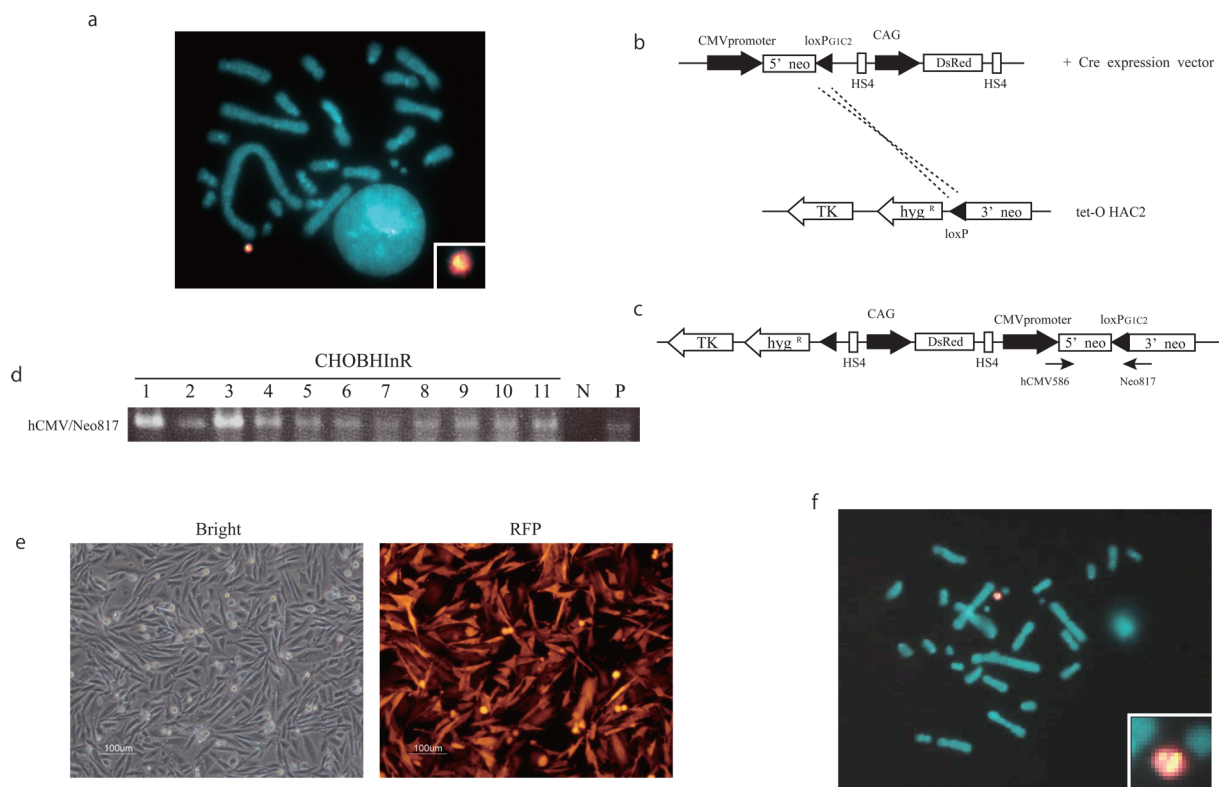 a
b
CMVpromoter
loxPG1C2
CAG
5' neo
DsRed
HS4
HS4
+ Cre expression vector
TK
hyg R
3' neo
loxP
tet-O HAC2
c
CAG
CMVpromoter
loxPG1C2
TK
hyg R
DsRed
5' neo
3' neo
HS4
HS4
hCMV586
Neo817
d
CHOBHInR
1 2 3 4 5 6 7 8 9 10 11 N P
hCMV/Neo817
e
Bright
RFP
100um
100um
f